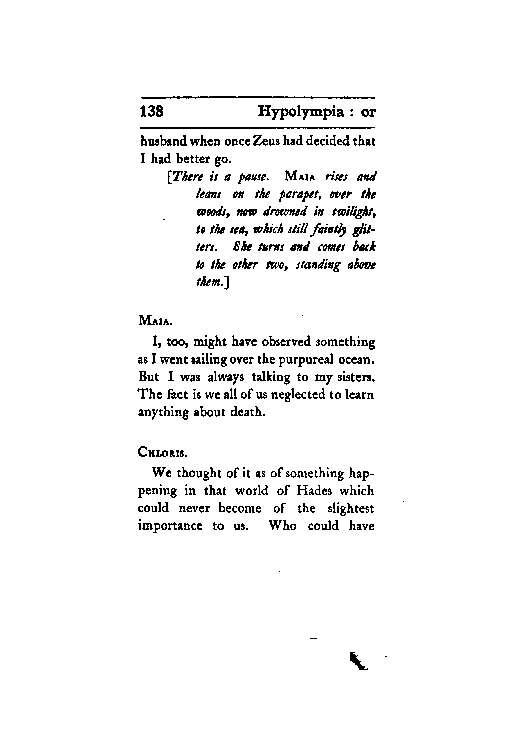 138 Hypolympia : or
husband when once Zeus had decided that
I had better go.
[There is a pause. MAIA rises and
leans on the parapet, over the
woods, now drowned in twilight,
to the sea, which still faintly glit-
ters. She turns and comes back
to the other two, standing above
them.]
MAIA.
I, too, might have observed something
as I went sailing over the purpureal ocean.
But I was always talking to my sisters.
The fact is we all of us neglected to learn
anything about death.
CHLORIS.
We thought of it as of something hap-
pening in that world of Hades which
could never become of the slightest
importance to us. Who could have